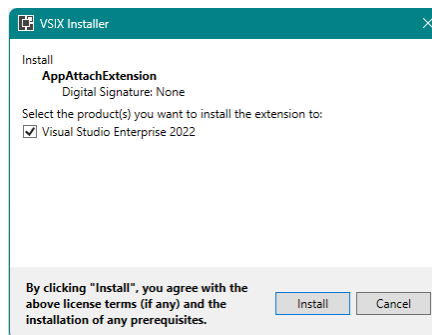 VSIX Installer
Install
AppAttachExtension
Digital Signature: None
Select the product(s) you want to install the extension to:
Visual Studio Enterprise 2022
By clicking "Install", you agree with the
above license terms (if any) and the
installation of any prerequisites.
Install
Cancel